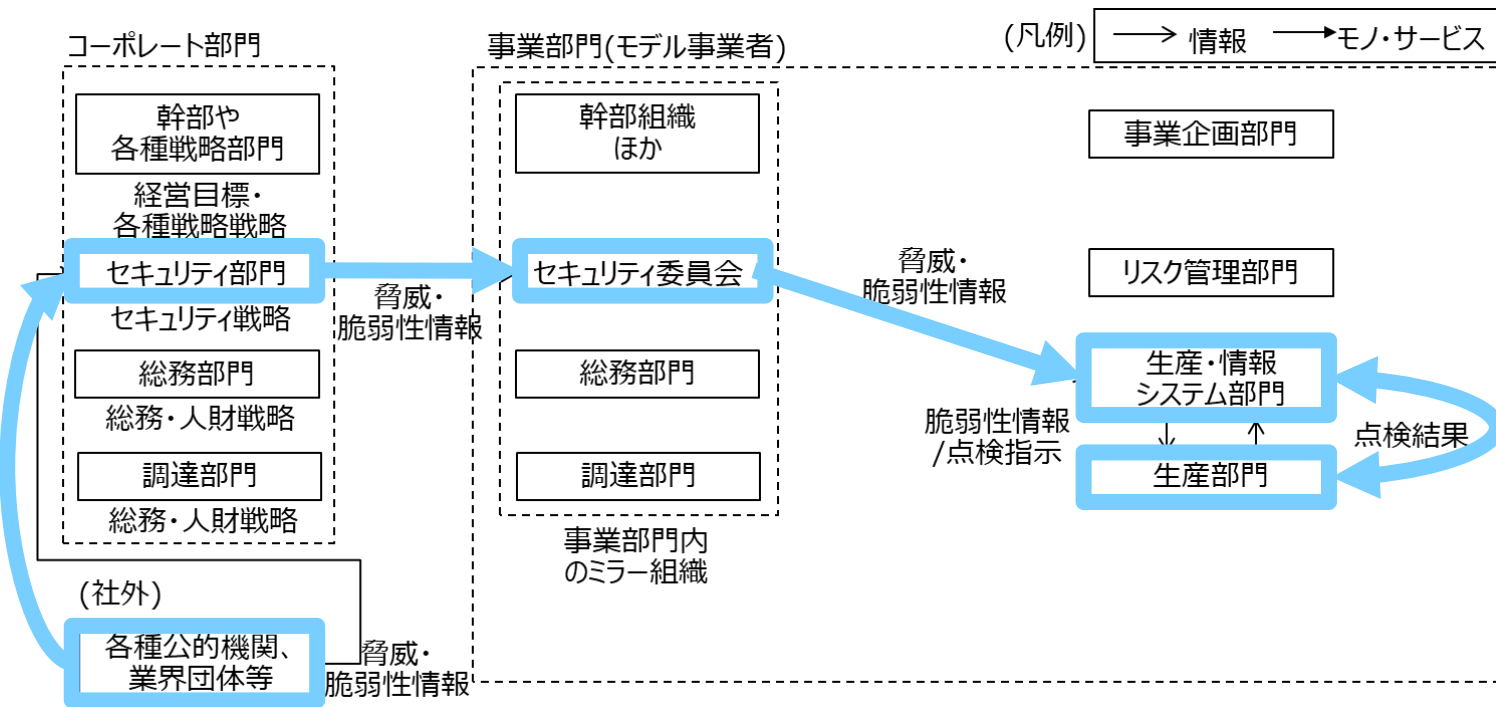 コーポレート部門
幹部や
各種戦略部門
経営目標・
各種戦略戦略
セキュリティ部門
セキュリティ戦略
総務部門
総務・人財戦略
調達部門
総務・人財戦略
(社外)
各種公的機関、
業界団体等
脅威・
脆弱性情報
脅威・
脆弱性情報
事業部門(モデル事業者)
幹部組織
ほか
セキュリティ委員会
総務部門
調達部門
事業部門内
のミラー組織
脅威・
脆弱性情報
(凡例)
情報
モノ・サービス
事業企画部門
リスク管理部門
生産・情報
システム部門
脆弱性情報
/点検指示
点検結果
生産部門